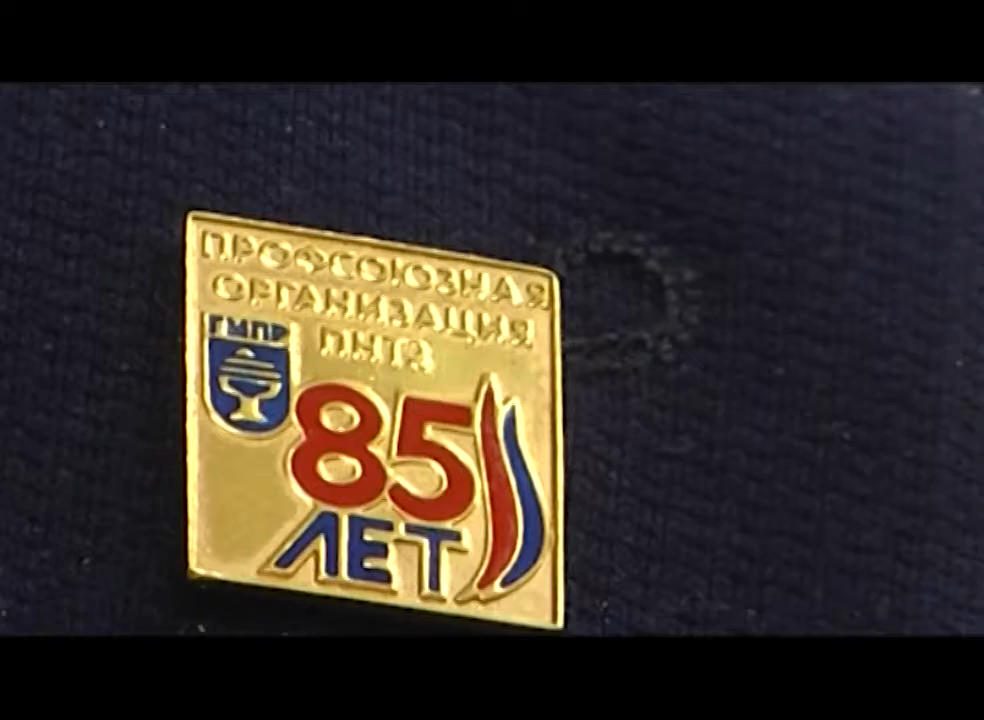 ПРОФСОЮЗНАЯ
ОРГАНИЗАЦИЯ
ПНТЗ
ГМПР
85
ЛЕТ